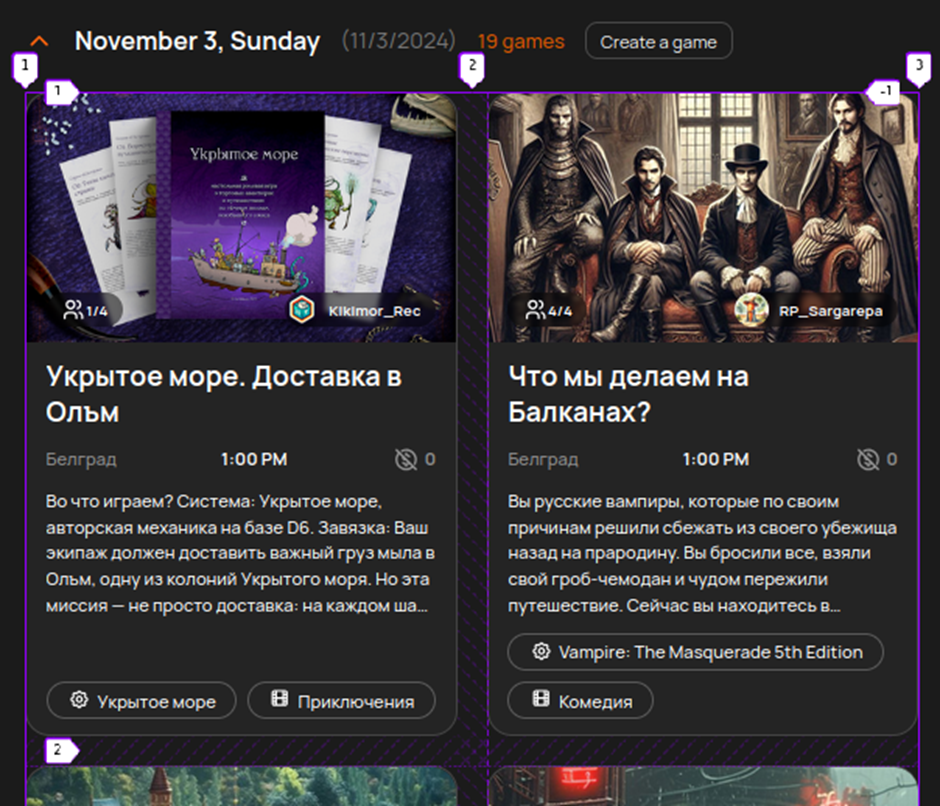 November 3, Sunday (11/3/2024) 19 games Create a game
1 2 3
1 -1
Укрытое море
1/4 Kikimor_Rec
4/4 RP_Sargarepa
Укрытое море. Доставка в
Олъм
Белград 1:00 PM 0
Во что играем? Система: Укрытое море,
авторская механика на базе D6. Завязка: Ваш
экипаж должен доставить важный груз мыла в
Олъм, одну из колоний Укрытого моря. Но эта
миссия — не просто доставка: на каждом ша...
Укрытое море Приключения
Что мы делаем на
Балканах?
Белград 1:00 PM 0
Вы русские вампиры, которые по своим
причинам решили сбежать из своего убежища
назад на прародину. Вы бросили все, взяли
свой гроб-чемодан и чудом пережили
путешествие. Сейчас вы находитесь в...
Vampire: The Masquerade 5th Edition
Комедия
2